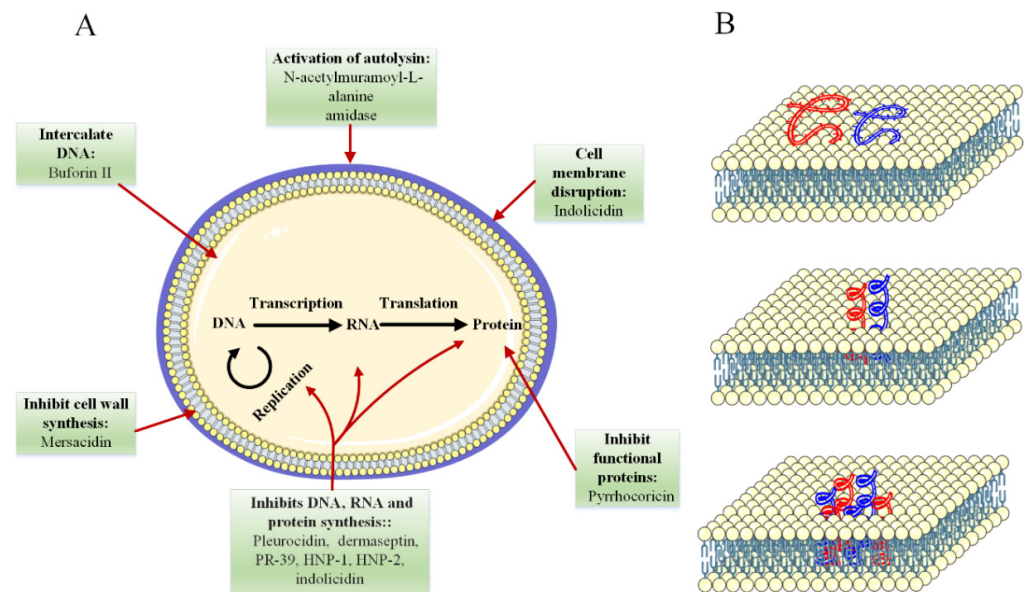 A
B
Activation of autolysin:
N-acetylmuramoyl-L-
alanine
amidase
Intercalate
DNA:
Buforin II
Cell
membrane
disruption:
Indolicidin
Transcription
Translation
DNA
RNA
Protein
Replication
Inhibit cell wall
synthesis:
Mersacidin
Inhibit
functional
proteins:
Pyrrhocoricin
Inhibits DNA, RNA and
protein synthesis::
Pleurocidin, dermaseptin,
PR-39, HNP-1, HNP-2,
indolicidin